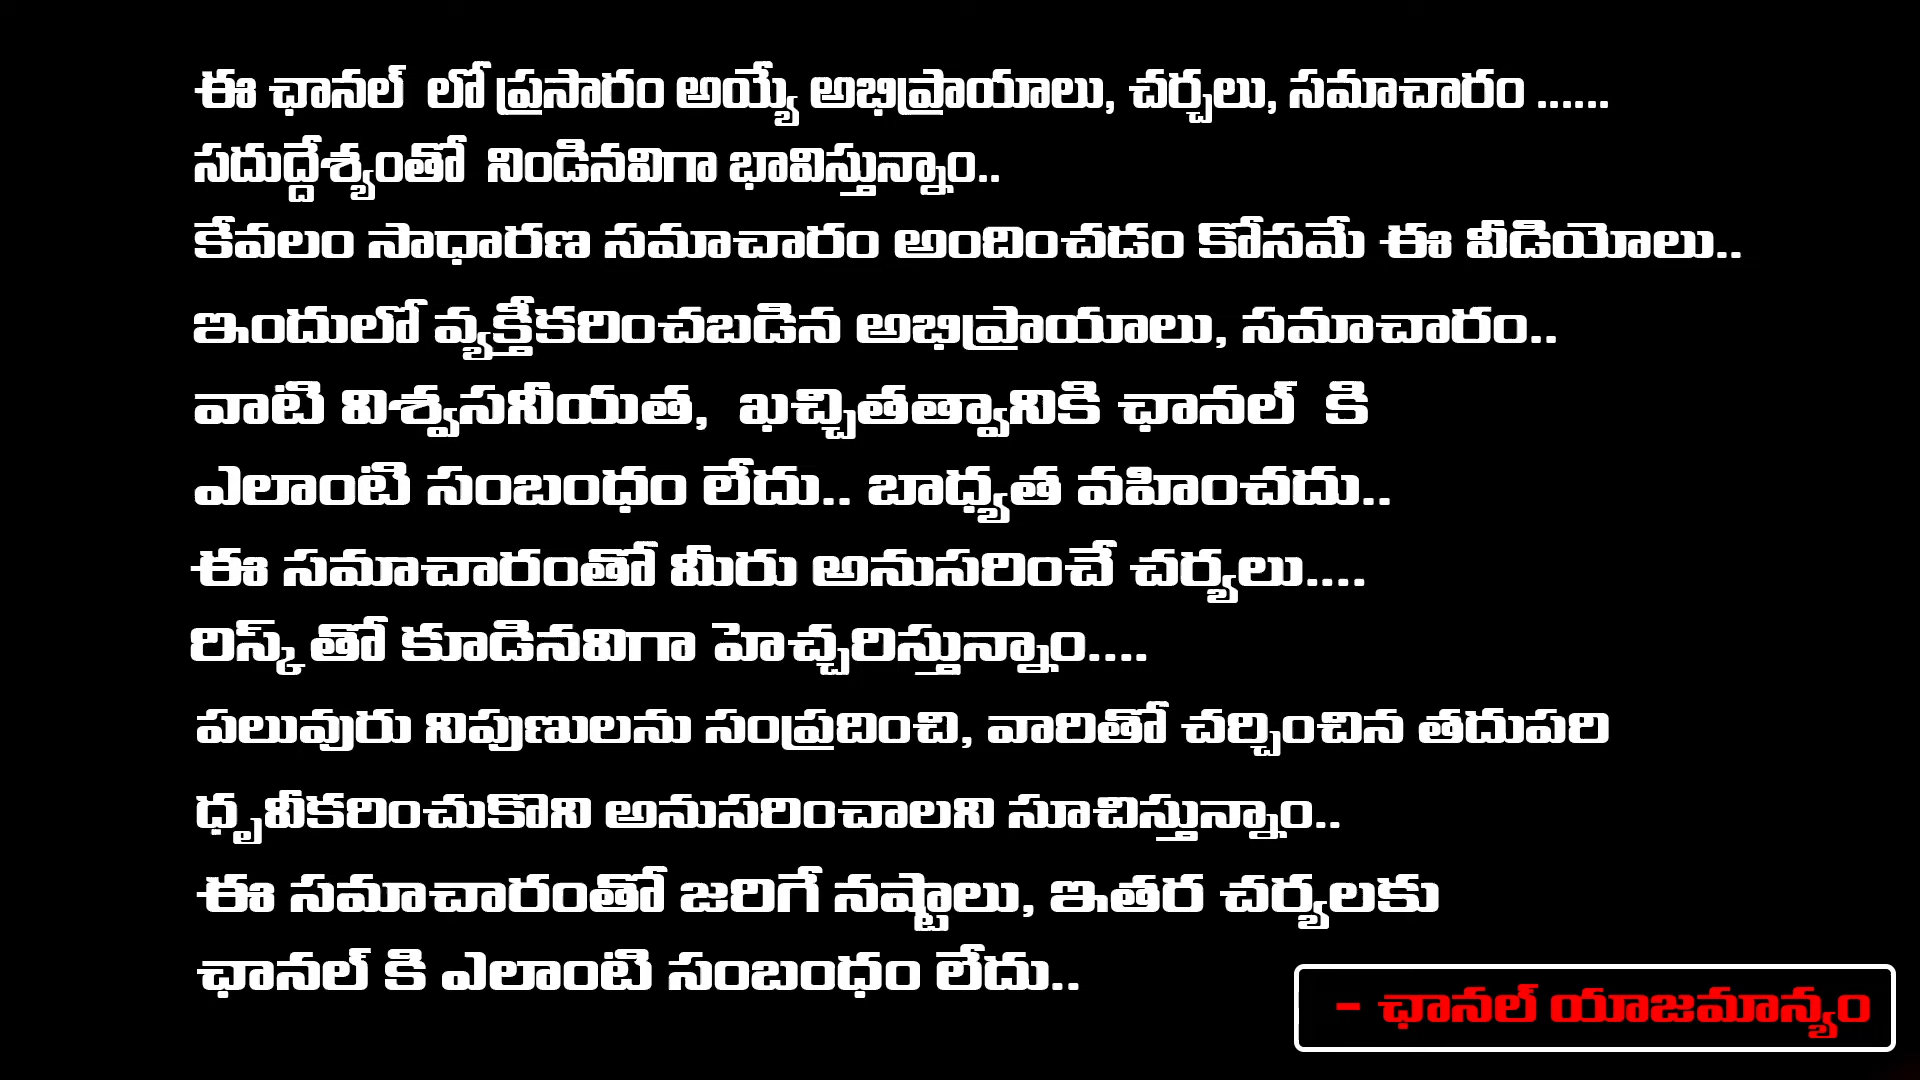 ఈ ఛానల్ లో ప్రసారం అయ్యే అభిప్రాయాలు, చర్చలు, సమాచారం ......
సదుద్దేశ్యంతో నిండినవిగా భావిస్తున్నాం..
కేవలం సాధారణ సమాచారం అందించడం కోసమే ఈ వీడియోలు..
ఇందులో వ్యక్తీకరించబడిన అభిప్రాయాలు, సమాచారం..
వాటి విశ్వసనీయత, ఖచ్చితత్వానికి ఛానల్ కి
ఎలాంటి సంబంధం లేదు.. బాధ్యత వహించదు..
ఈ సమాచారంతో మీరు అనుసరించే చర్యలు....
రిస్క్ తో కూడినవిగా హెచ్చరిస్తున్నాం....
పలువురు నిపుణులను సంప్రదించి, వారితో చర్చించిన తదుపరి
ధృవీకరించుకొని అనుసరించాలని సూచిస్తున్నాం..
ఈ సమాచారంతో జరిగే నష్టాలు, ఇతర చర్యలకు
ఛానల్ కి ఎలాంటి సంబంధం లేదు..
- ఛానల్ యాజమాన్యం